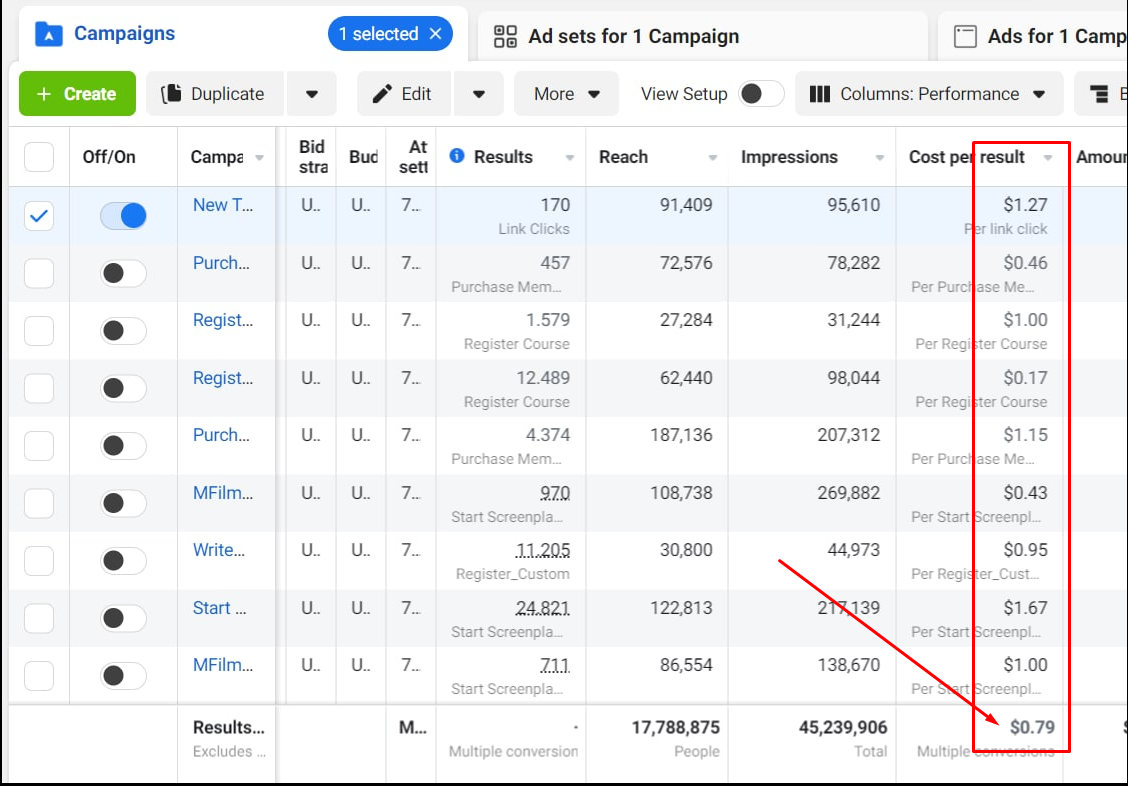 Campaigns
1 selected ×
Ad sets for 1 Campaign
Ads for 1 Camp
+ Create
Duplicate
Edit
More
View Setup
Columns: Performance
Off/On
Campa
Bid
stra
Bud
At
sett
Results
Reach
Impressions
Cost per result
Amour
New T... U.. U.. 7... 170 91,409 95,610 $1.27
Link Clicks Per link click
Purch... U.. U.. 7... 457 72,576 78,282 $0.46
Purchase Mem... Per Purchase Me...
Regist... U.. U.. 7... 1.579 27,284 31,244 $1.00
Register Course Per Register Course
Regist... U.. U.. 7... 12.489 62,440 98,044 $0.17
Register Course Per Register Course
Purch... U.. U.. 7... 4.374 187,136 207,312 $1.15
Purchase Mem... Per Purchase Me...
MFilm... U.. U.. 7... 970 108,738 269,882 $0.43
Start Screenpla... Per Start Screenpl...
Write... U.. U.. 7... 11.205 30,800 44,973 $0.95
Register_Custom Per Register_Cust...
Start ... U.. U.. 7... 24.821 122,813 217,139 $1.67
Start Screenpla... Per Start Screenpl...
MFilm... U.. U.. 7... 711 86,554 138,670 $1.00
Start Screenpla... Per Start Screenpl...
Results... M... - 17,788,875 45,239,906 $0.79
Excludes ... Multiple conversion People Total Multiple conversions